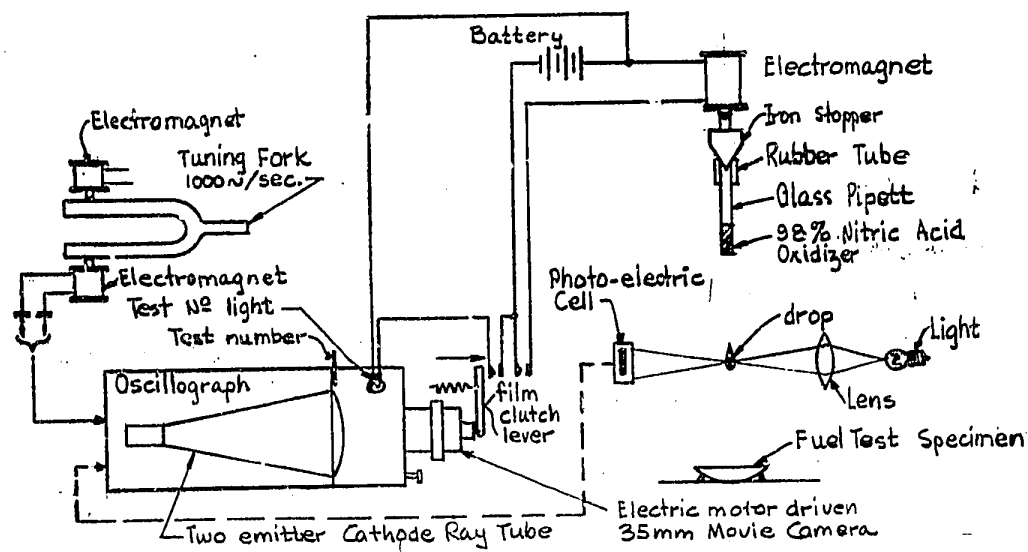 Battery
Electromagnet
Iron Stopper
Rubber Tube
Glass Pipett
98% Nitric Acid
Oxidizer
Electromagnet
Tuning Fork
1000~/sec.
Electromagnet
Test Nº light
Test number
Oscillograph
film
clutch
lever
Photo-electric
Cell
drop
Light
Lens
Fuel Test Specimen
Two emitter Cathode Ray Tube
Electric motor driven
35mm Movie Camera